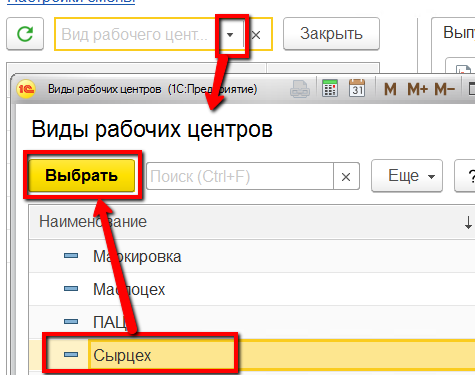 Настройки смены
Вид рабочего цент...
Закрыть
Вып
Виды рабочих центров (1С:Предприятие)
M M+ M-
Виды рабочих центров
Выбрать
Поиск (Ctrl+F)
×
Еще
?
Наименование
Маркировка
Маслоцех
ПАЦ
Сырцех